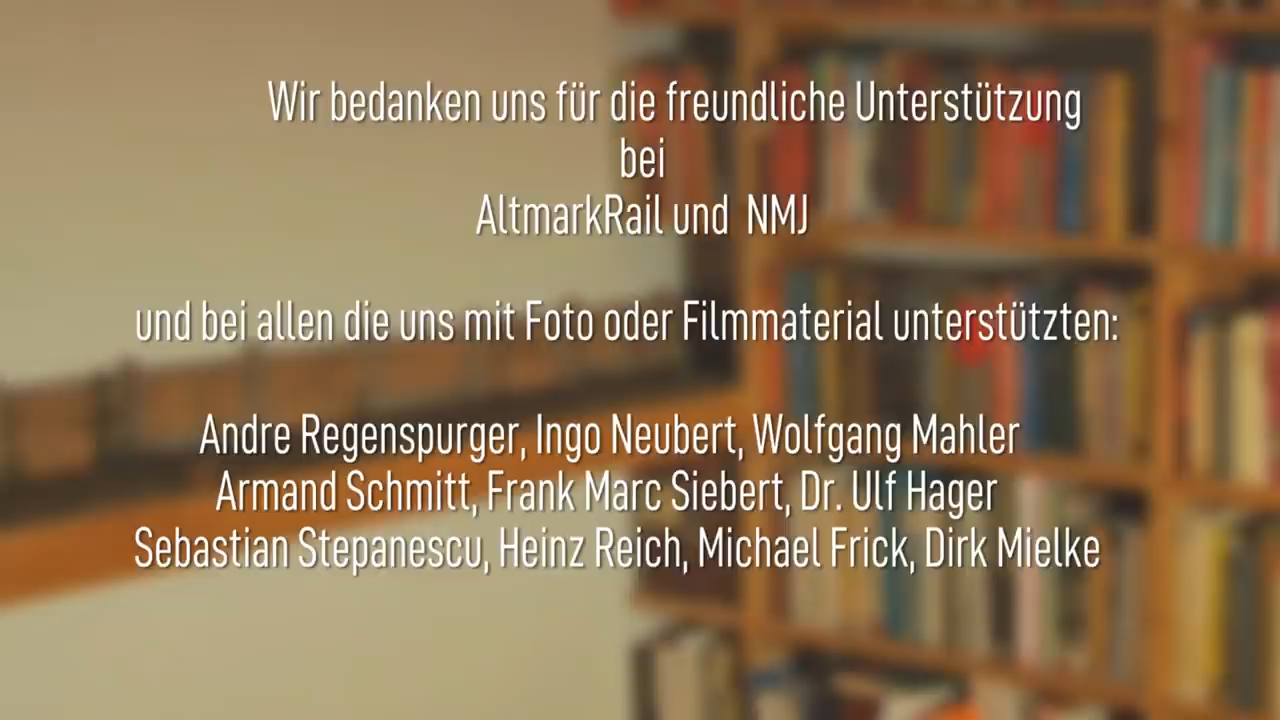 Wir bedanken uns für die freundliche Unterstützung
bei
AltmarkRail und NMJ
und bei allen die uns mit Foto oder Filmmaterial unterstützten:
Andre Regenspurger, Ingo Neubert, Wolfgang Mahler
Armand Schmitt, Frank Marc Siebert, Dr. Ulf Hager
Sebastian Stepanescu, Heinz Reich, Michael Frick, Dirk Mielke